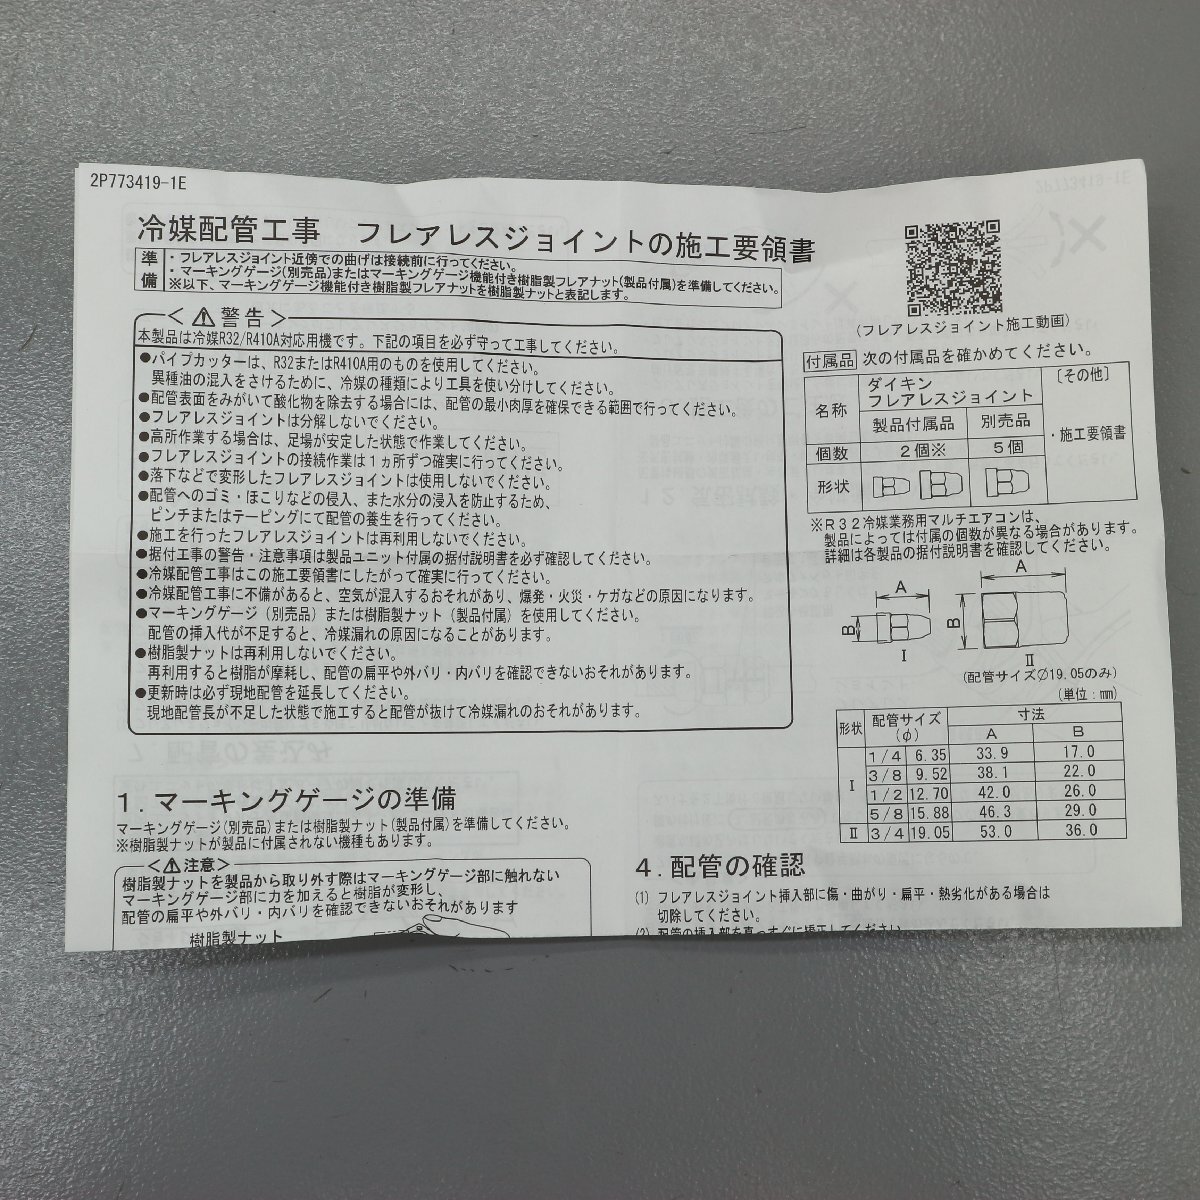 2P773419-1E
冷媒配管工事　フレアレスジョイントの施工要領書
準備
・フレアレスジョイント近傍での曲げは接続前に行ってください。
・マーキングゲージ(別売品)またはマーキングゲージ機能付き樹脂製フレアナット(製品付属)を準備してください。
※以下、マーキングゲージ機能付き樹脂製フレアナットを樹脂製ナットと表記します。
警告
本製品は冷媒R32/R410A対応用機です。下記の項目を必ず守って工事してください。
●パイプカッターは、R32またはR410A用のものを使用してください。
異種油の混入をさけるために、冷媒の種類により工具を使い分けしてください。
●配管表面をみがいて酸化物を除去する場合には、配管の最小肉厚を確保できる範囲で行ってください。
●フレアレスジョイントは分解しないでください。
●高所作業する場合は、足場が安定した状態で作業してください。
●フレアレスジョイントの接続作業は１ヵ所ずつ確実に行ってください。
●落下などで変形したフレアレスジョイントは使用しないでください。
●配管へのゴミ・ほこりなどの侵入、また水分の浸入を防止するため、
ピンチまたはテーピングにて配管の養生を行ってください。
●施工を行ったフレアレスジョイントは再利用しないでください。
●据付工事の警告・注意事項は製品ユニット付属の据付説明書を必ず確認してください。
●冷媒配管工事はこの施工要領書にしたがって確実に行ってください。
●冷媒配管工事に不備があると、空気が混入するおそれがあり、爆発・火災・ケガなどの原因になります。
●マーキングゲージ（別売品）または樹脂製ナット（製品付属）を使用してください。
配管の挿入代が不足すると、冷媒漏れの原因になることがあります。
●樹脂製ナットは再利用しないでください。
再利用すると樹脂が摩耗し、配管の扁平や外バリ・内バリを確認できないおそれがあります。
●更新時は必ず現地配管を延長してください。
現地配管長が不足した状態で施工すると配管が抜けて冷媒漏れのおそれがあります。
1．マーキングゲージの準備
マーキングゲージ(別売品)または樹脂製ナット(製品付属)を準備してください。
※樹脂製ナットが製品に付属されない機種もあります。
注意
樹脂製ナットを製品から取り外す際はマーキングゲージ部に触れない
マーキングゲージ部に力を加えると樹脂が変形し、
配管の扁平や外バリ・内バリを確認できないおそれがあります
樹脂製ナット
(フレアレスジョイント施工動画)
付属品 次の付属品を確かめてください。
名称 ダイキン フレアレスジョイント 〔その他〕
製品付属品 別売品
・施工要領書
個数 ２個※ ５個
形状
※Ｒ３２冷媒業務用マルチエアコンは、
製品によっては付属の個数が異なる場合があります。
詳細は各製品の据付説明書を確認してください。
A
B
I
A
B
II
(配管サイズ∅19.05のみ)
(単位：mm)
形状 配管サイズ(φ) 寸法
A B
I 1/4 6.35 33.9 17.0
3/8 9.52 38.1 22.0
1/2 12.70 42.0 26.0
5/8 15.88 46.3 29.0
II 3/4 19.05 53.0 36.0
4．配管の確認
(1) フレアレスジョイント挿入部に傷・曲がり・扁平・熱劣化がある場合は
切除してください。
(2) 配管の挿入部を真っすぐに矯正してください